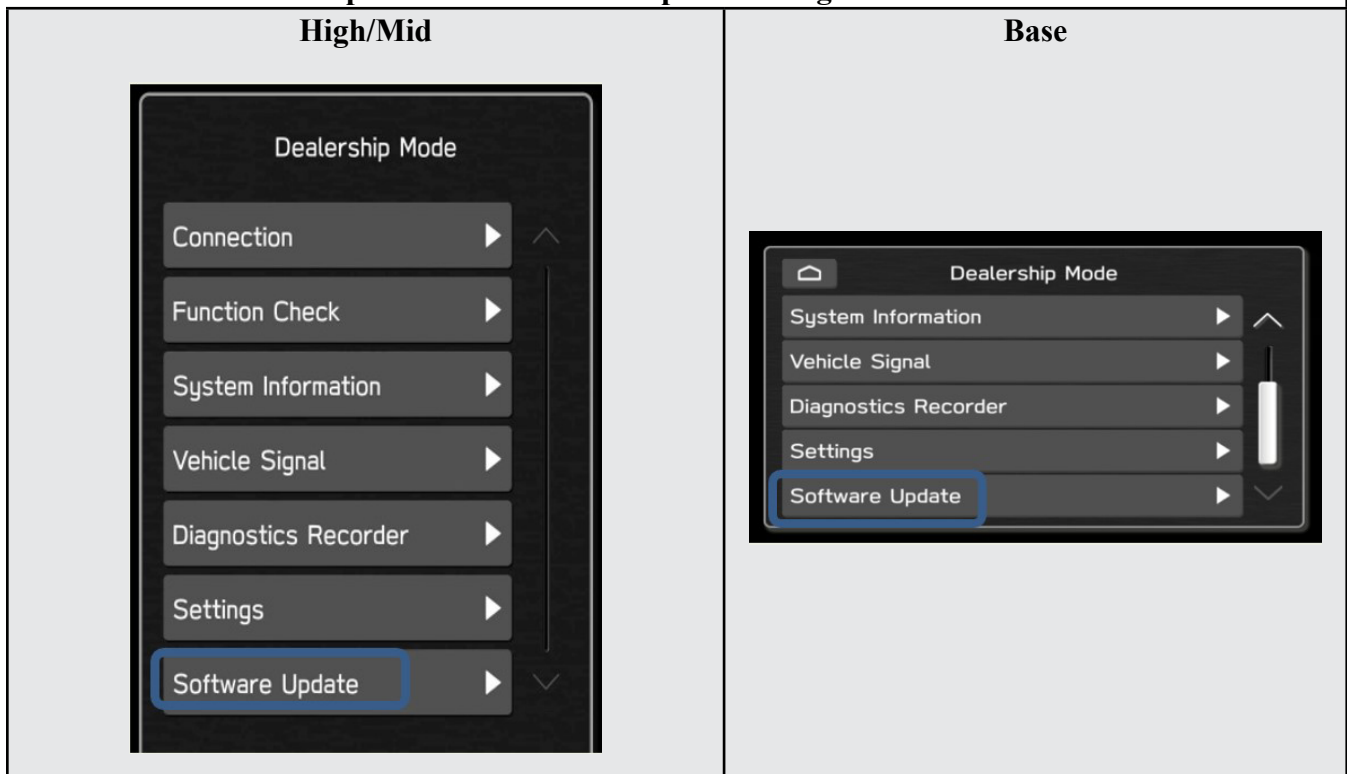 High/Mid
Base
Dealership Mode
Connection
Function Check
System Information
Vehicle Signal
Diagnostics Recorder
Settings
Software Update
Dealership Mode
System Information
Vehicle Signal
Diagnostics Recorder
Settings
Software Update